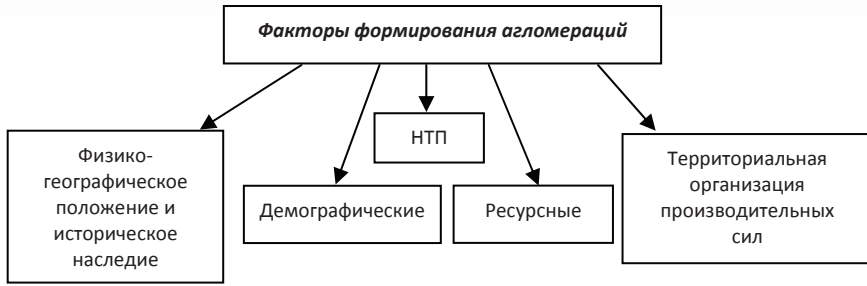 Факторы формирования агломераций
Физико-
географическое
положение и
историческое
наследие
Демографические
НТП
Ресурсные
Территориальная
организация
производительных
сил